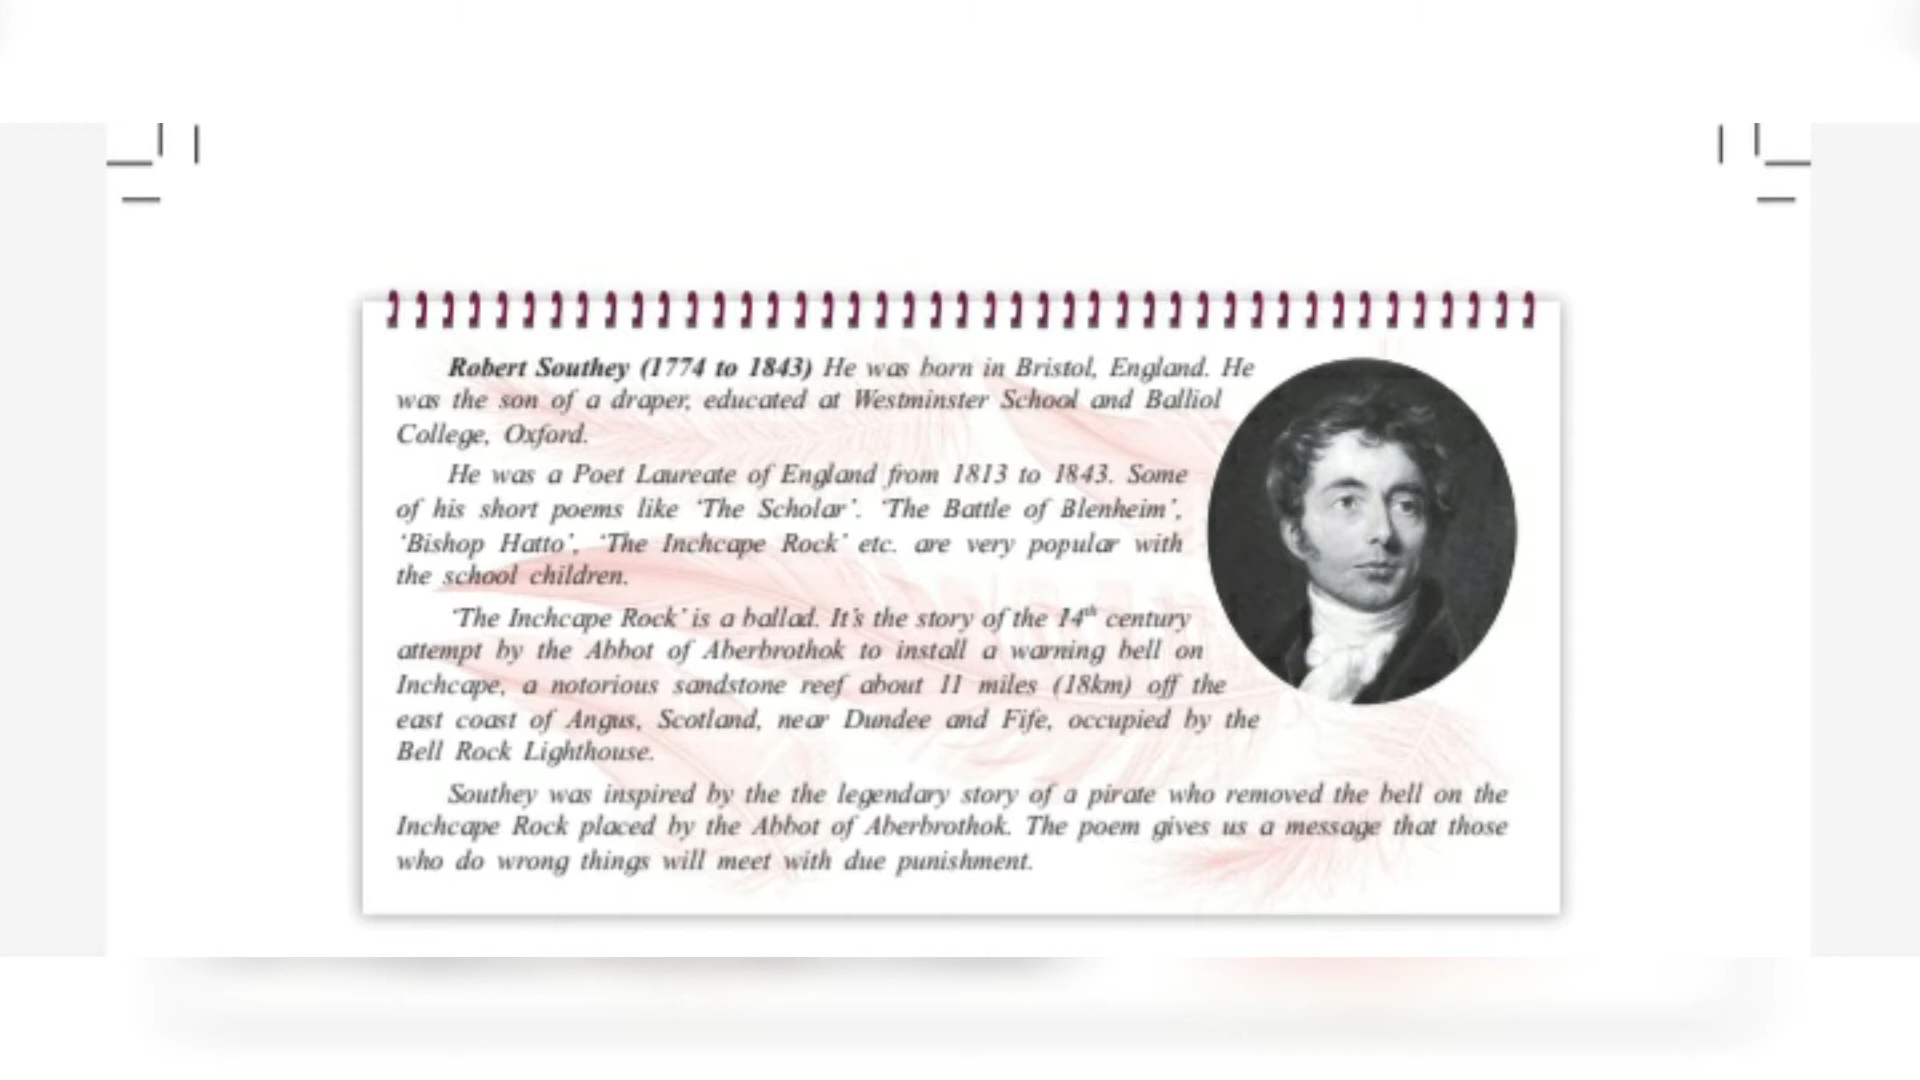 Robert Southey (1774 to 1843) He was born in Bristol, England. He
was the son of a draper, educated at Westminster School and Balliol
College, Oxford.
He was a Poet Laureate of England from 1813 to 1843. Some
of his short poems like ‘The Scholar’. ‘The Battle of Blenheim’,
‘Bishop Hatto’, ‘The Inchcape Rock’ etc. are very popular with
the school children.
‘The Inchcape Rock’ is a ballad. It’s the story of the 14th century
attempt by the Abbot of Aberbrothok to install a warning bell on
Inchcape, a notorious sandstone reef about 11 miles (18km) off the
east coast of Angus, Scotland, near Dundee and Fife, occupied by the
Bell Rock Lighthouse.
Southey was inspired by the the legendary story of a pirate who removed the bell on the
Inchcape Rock placed by the Abbot of Aberbrothok. The poem gives us a message that those
who do wrong things will meet with due punishment.